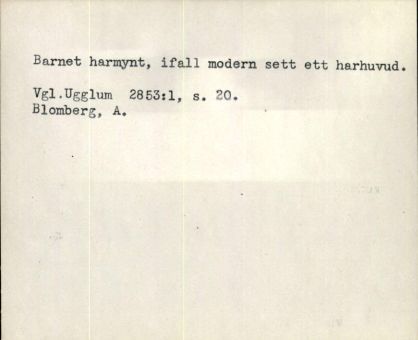 Barnet harmynt, ifall modern sett ett harhuvud.
Vgl.Ugglum 2853:1, s. 20.
Blomberg, A.